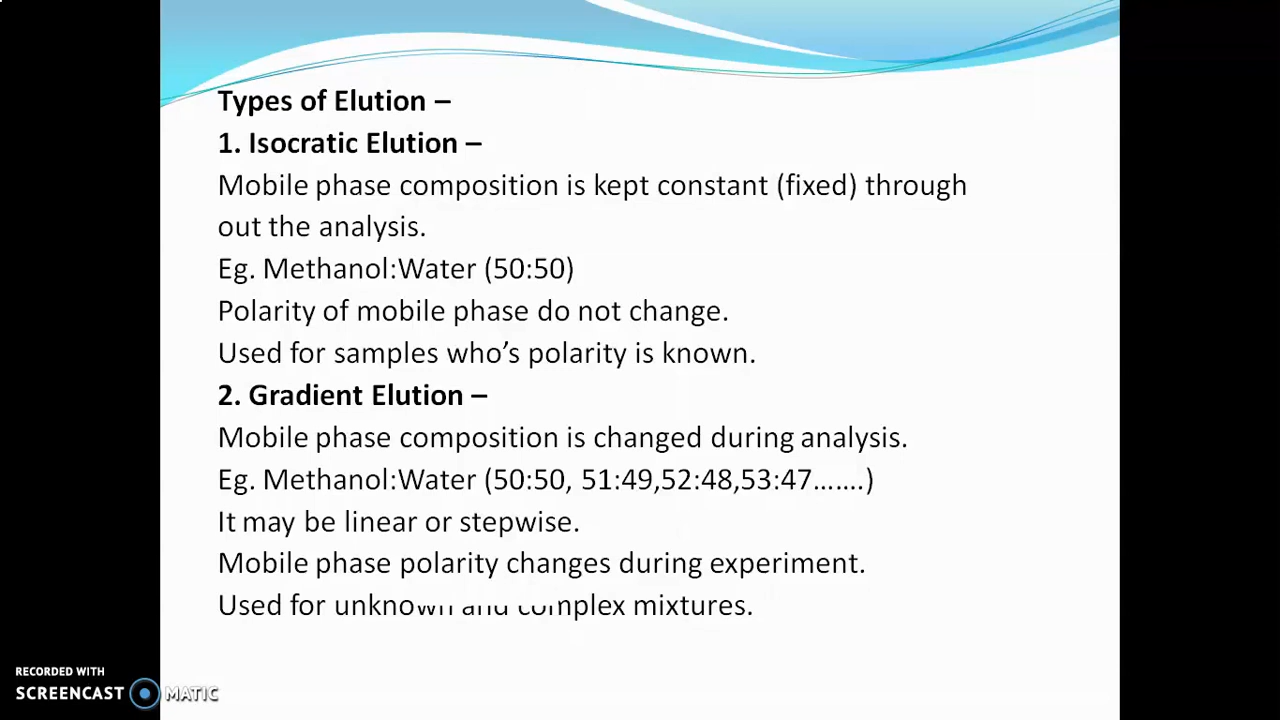 Types of Elution –
1. Isocratic Elution –
Mobile phase composition is kept constant (fixed) through
out the analysis.
Eg. Methanol:Water (50:50)
Polarity of mobile phase do not change.
Used for samples who’s polarity is known.
2. Gradient Elution –
Mobile phase composition is changed during analysis.
Eg. Methanol:Water (50:50, 51:49,52:48,53:47…….)
It may be linear or stepwise.
Mobile phase polarity changes during experiment.
Used for unknown and complex mixtures.
RECORDED WITH
SCREENCAST MATIC